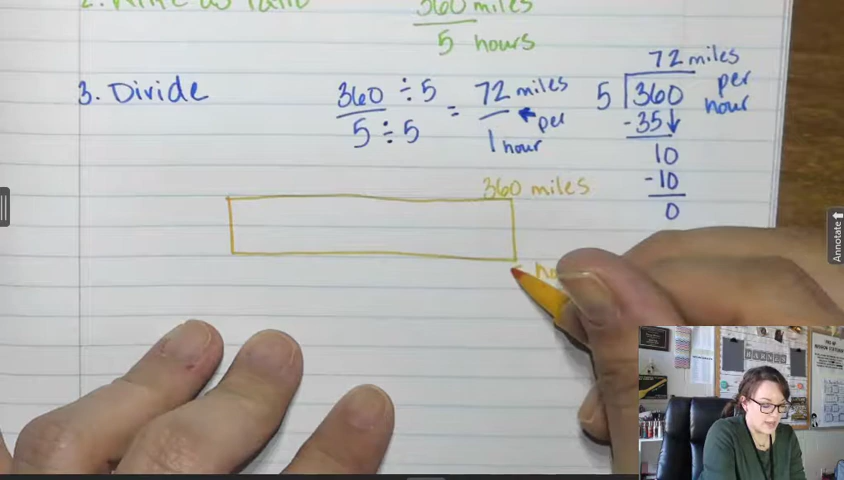 360 miles
5 hours
3. Divide
360 ÷ 5 = 72 miles
5 ÷ 5 1 hour
per
72 miles
per
hour
5 360
-35
10
-10
0
360 miles
Annotate